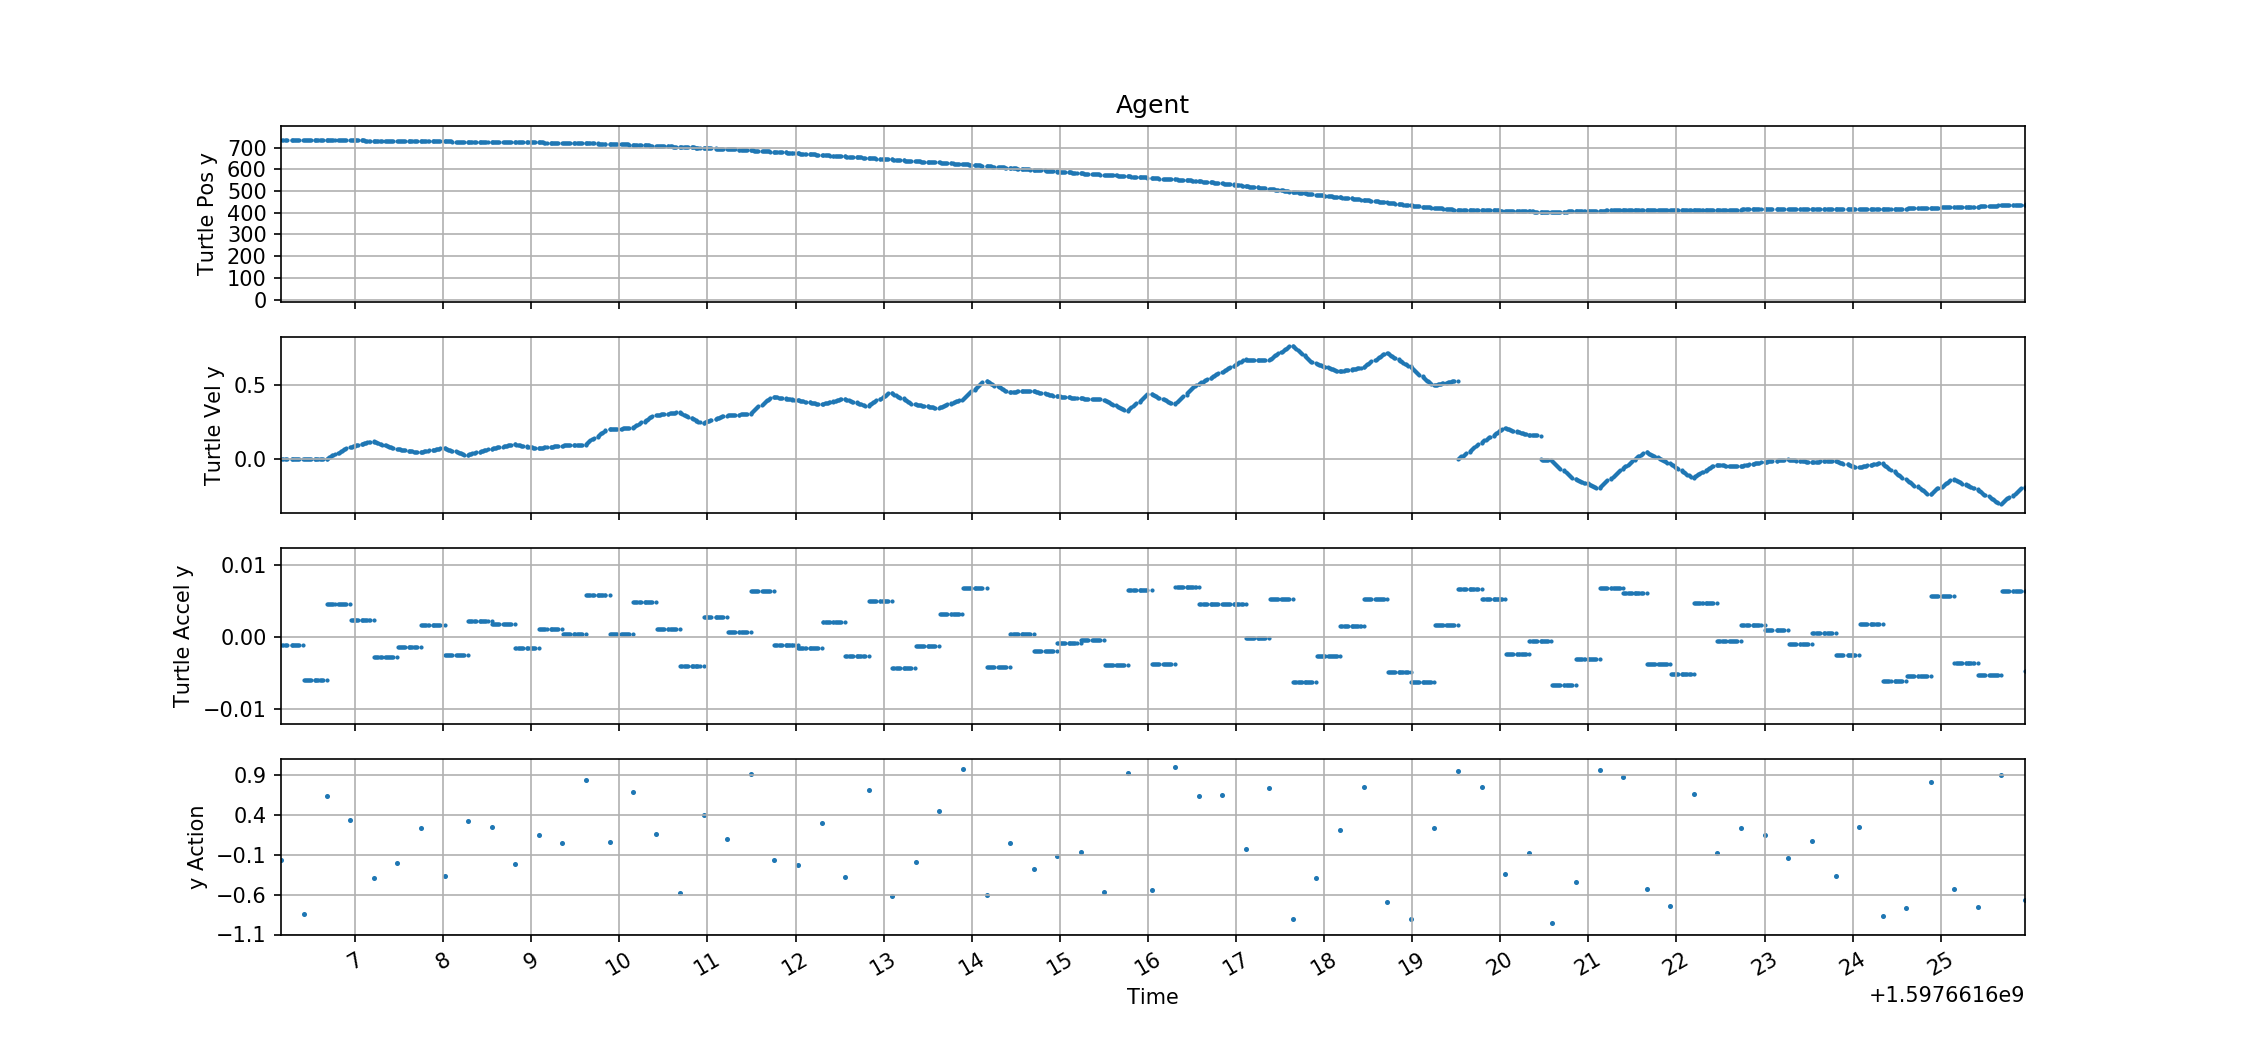 Agent
Turtle Pos y
700
600
500
400
300
200
100
0
Turtle Vel y
0.5
0.0
Turtle Accel y
0.01
0.00
−0.01
y Action
0.9
0.4
−0.1
−0.6
−1.1
7 8 9 10 11 12 13 14 15 16 17 18 19 20 21 22 23 24 25
Time
+1.5976616e9